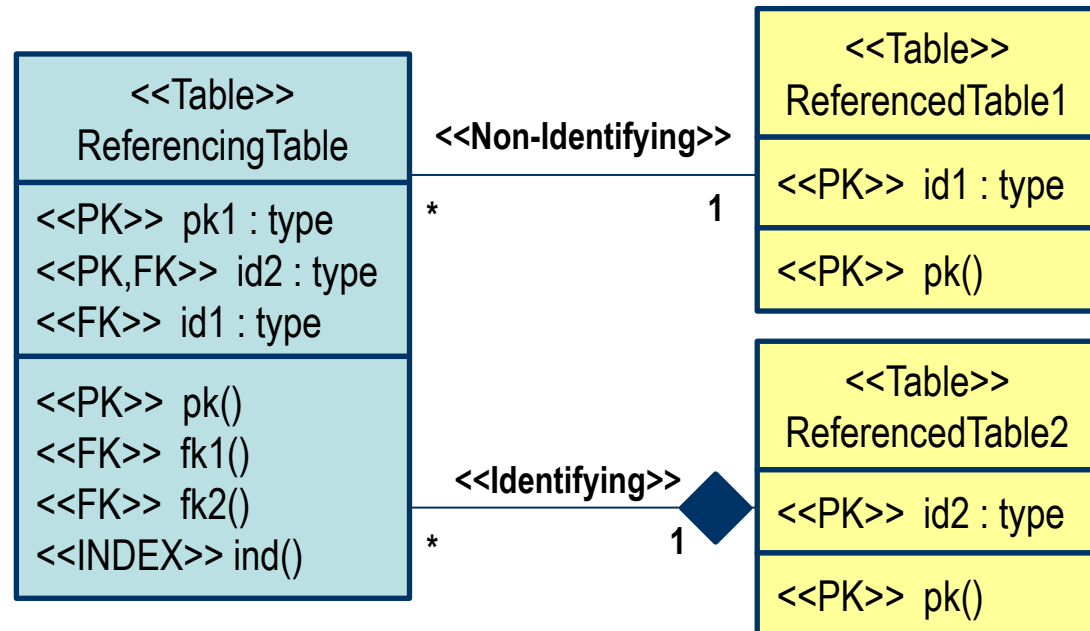 <<Table>>
ReferencingTable
<<PK>> pk1 : type
<<PK,FK>> id2 : type
<<FK>> id1 : type
<<PK>> pk()
<<FK>> fk1()
<<FK>> fk2()
<<INDEX>> ind()
<<Non-Identifying>>
* 1
<<Identifying>>
* 1
<<Table>>
ReferencedTable1
<<PK>> id1 : type
<<PK>> pk()
<<Table>>
ReferencedTable2
<<PK>> id2 : type
<<PK>> pk()